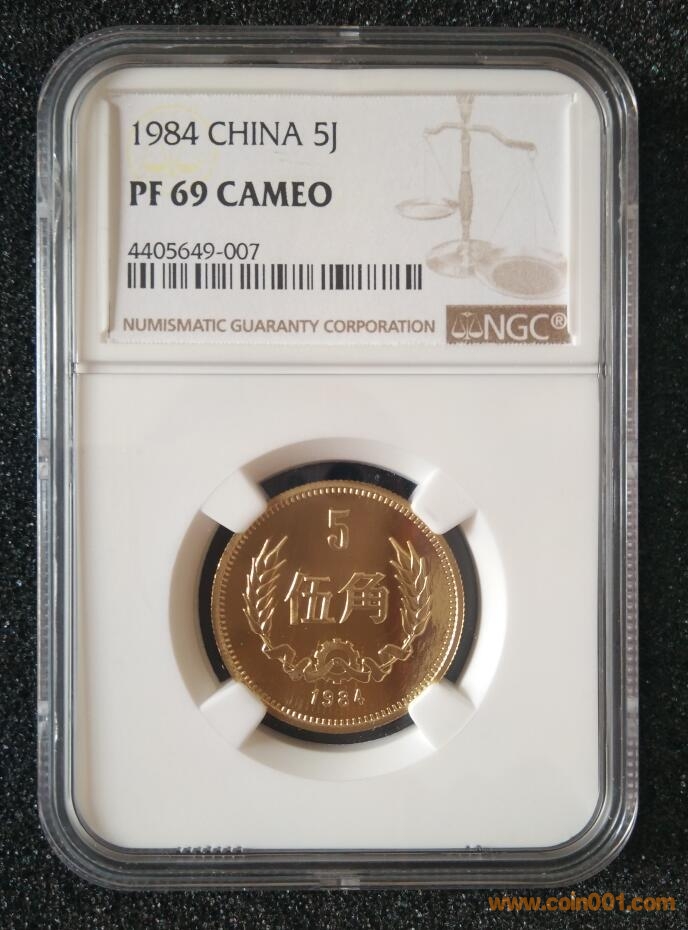 1984 CHINA 5J
PF 69 CAMEO
4405649-007
NUMISMATIC GUARANTY CORPORATION
NGC®
5
伍角
1984
www.coin001.com